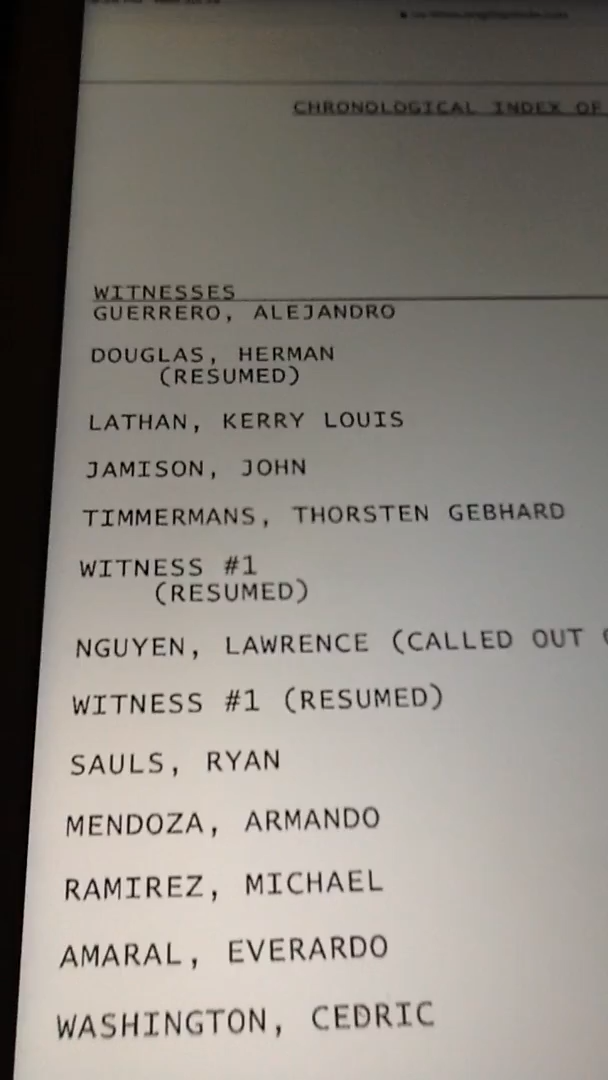 CHRONOLOGICAL INDEX OF
WITNESSES
GUERRERO, ALEJANDRO
DOUGLAS, HERMAN
(RESUMED)
LATHAN, KERRY LOUIS
JAMISON, JOHN
TIMMERMANS, THORSTEN GEBHARD
WITNESS #1
(RESUMED)
NGUYEN, LAWRENCE (CALLED OUT
WITNESS #1 (RESUMED)
SAULS, RYAN
MENDOZA, ARMANDO
RAMIREZ, MICHAEL
AMARAL, EVERARDO
WASHINGTON, CEDRIC